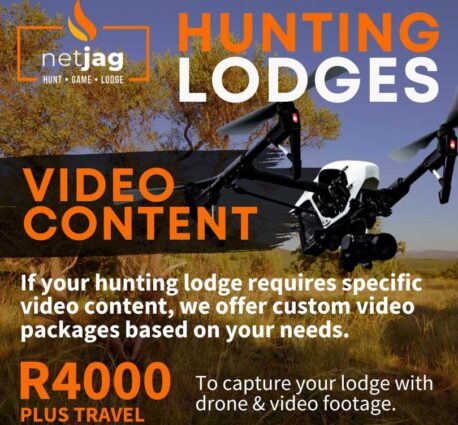 netjag
HUNT • GAME • LODGE
HUNTING
LODGES
VIDEO
CONTENT
If your hunting lodge requires specific
video content, we offer custom video
packages based on your needs.
R4000
PLUS TRAVEL
To capture your lodge with
drone & video footage.